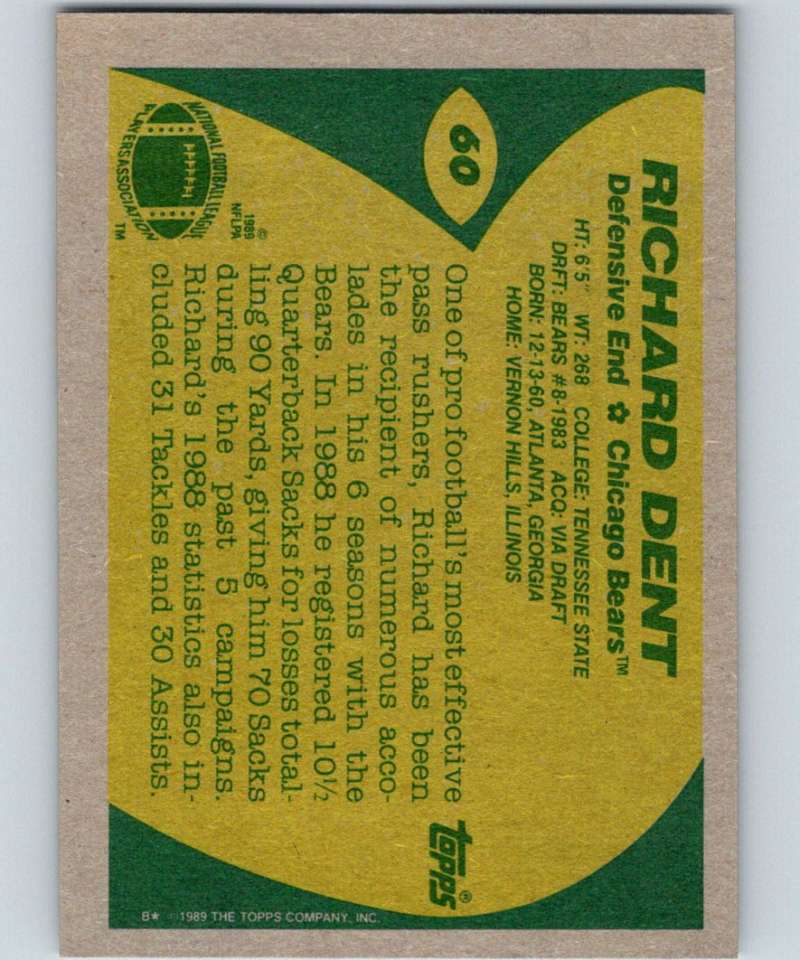 60
RICHARD DENT
Defensive End ✿ Chicago Bears™
HT: 6'5" WT: 268 COLLEGE: TENNESSEE STATE
DRFT: BEARS #8-1983 ACQ: VIA DRAFT
BORN: 12-13-60, ATLANTA, GEORGIA
HOME: VERNON HILLS, ILLINOIS
One of pro football's most effective
pass rushers, Richard has been
the recipient of numerous acco-
lades in his 6 seasons with the
Bears. In 1988 he registered 10½
Quarterback Sacks for losses total-
ling 90 Yards, giving him 70 Sacks
during the past 5 campaigns.
Richard's 1988 statistics also in-
cluded 31 Tackles and 30 Assists.
NATIONAL FOOTBALL LEAGUE
PLAYERS ASSOCIATION
™
©
1989
NFLPA
topps®
B* ©1989 THE TOPPS COMPANY, INC.